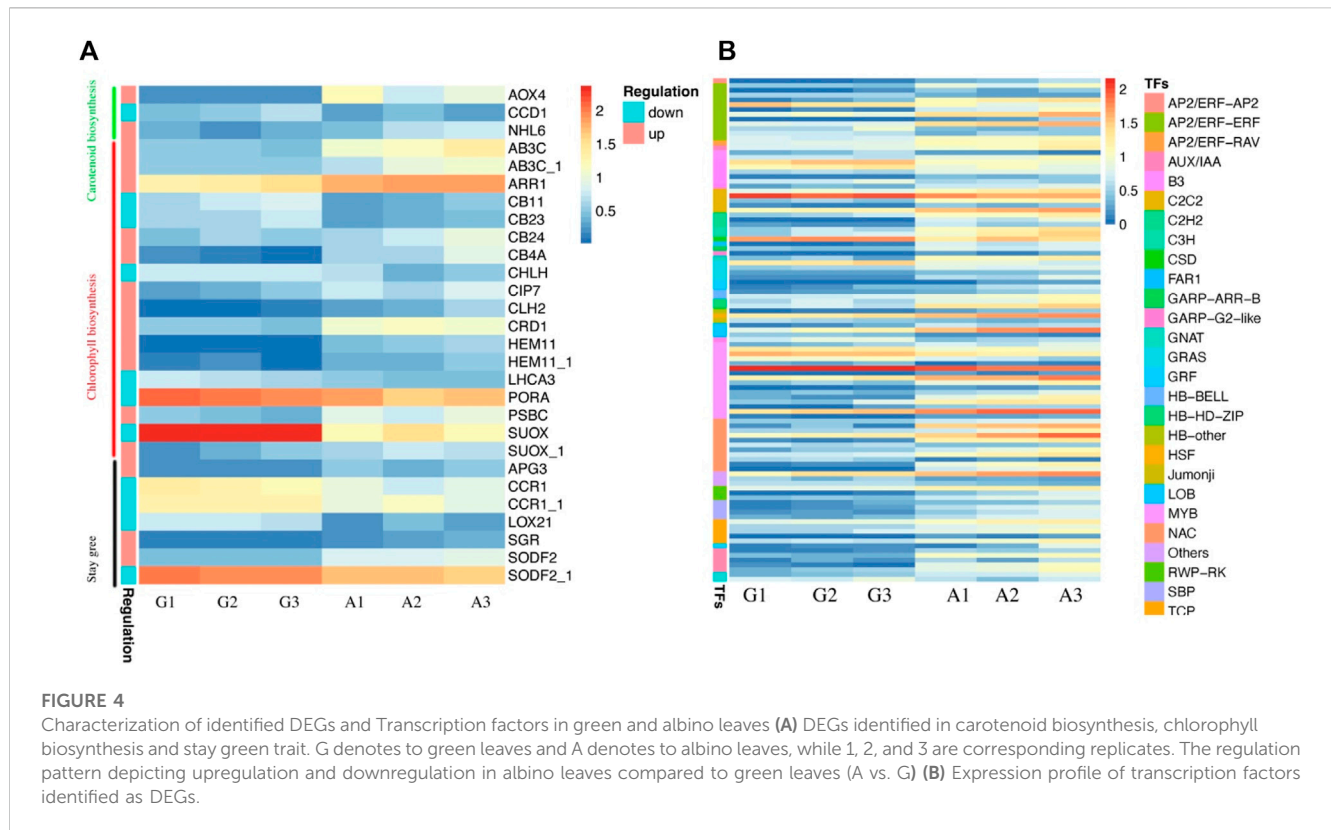 A
B
Carotenoid biosynthesis
Chlorophyll biosynthesis
Stay gree
AOX4
CCD1
NHL6
AB3C
AB3C_1
ARR1
CB11
CB23
CB24
CB4A
CHLH
CIP7
CLH2
CRD1
HEM11
HEM11_1
LHCA3
PORA
PSBC
SUOX
SUOX_1
APG3
CCR1
CCR1_1
LOX21
SGR
SODF2
SODF2_1
Regulation
G1 G2 G3 A1 A2 A3
2
1.5
1
0.5
Regulation
down
up
TFs
G1 G2 G3 A1 A2 A3
2
1.5
1
0.5
0
TFs
AP2/ERF−AP2
AP2/ERF−ERF
AP2/ERF−RAV
AUX/IAA
B3
C2C2
C2H2
C3H
CSD
FAR1
GARP−ARR−B
GARP−G2−like
GNAT
GRAS
GRF
HB−BELL
HB−HD−ZIP
HB−other
HSF
Jumonji
LOB
MYB
NAC
Others
RWP−RK
SBP
TCP
FIGURE 4
Characterization of identified DEGs and Transcription factors in green and albino leaves (A) DEGs identified in carotenoid biosynthesis, chlorophyll
biosynthesis and stay green trait. G denotes to green leaves and A denotes to albino leaves, while 1, 2, and 3 are corresponding replicates. The regulation
pattern depicting upregulation and downregulation in albino leaves compared to green leaves (A vs. G) (B) Expression profile of transcription factors
identified as DEGs.